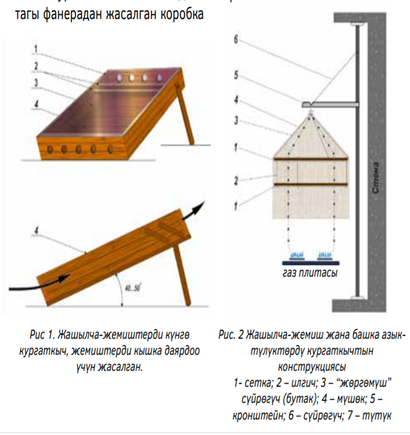 тагы фанерадан жасалган коробка
1
2
3
4
4
40...50°
6
5
4
3
1
2
1
Стена
газ плитасы
Рис 1. Жашылча-жемиштерди күнгө
кургаткыч, жемиштерди кышка даярдоо
үчүн жасалган.
Рис. 2 Жашылча-жемиш жана башка азык-
түлүктөрдү кургаткычтын
конструкциясы
1- сетка; 2 – илгич; 3 – “жөргөмүш”
сүйрөгүч (бутак); 4 – мүшөк; 5 –
кронштейн; 6 – сүйрөгүч; 7 – түтүк